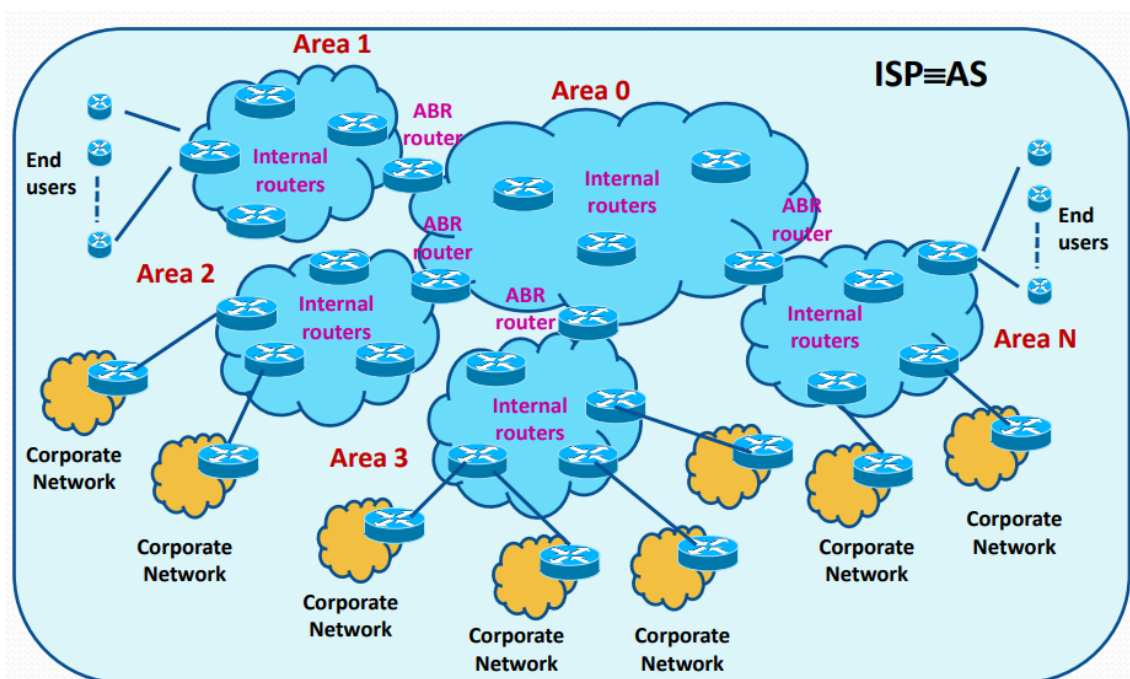 Area 1
ISP≡AS
Area 0
ABR
router
End
users
Internal
routers
Internal
routers
ABR
router
ABR
router
End
users
Area 2
Internal
routers
ABR
router
Internal
routers
Area N
Internal
routers
Area 3
Corporate
Network
Corporate
Network
Corporate
Network
Corporate
Network
Corporate
Network
Corporate
Network
Corporate
Network